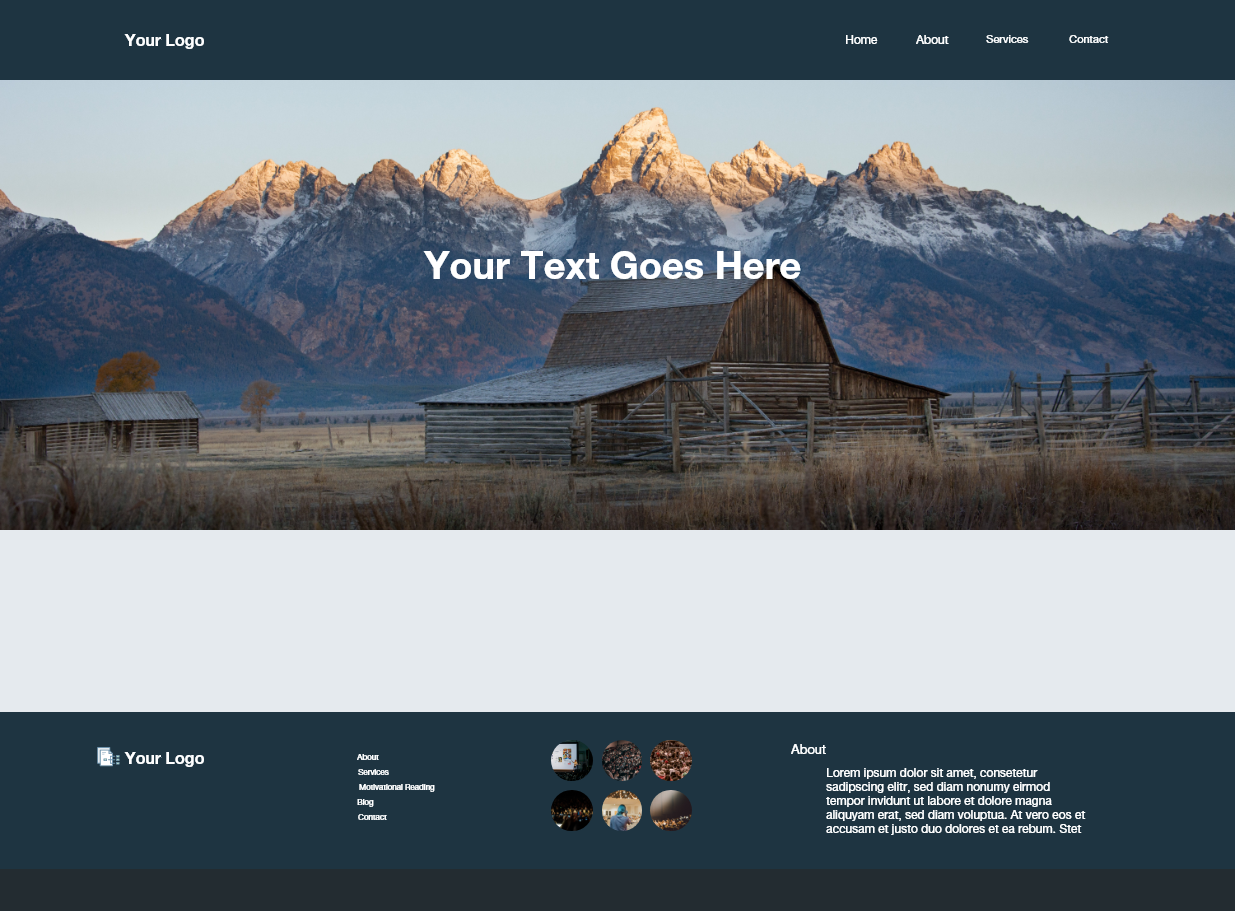 Your Logo
Home
About
Services
Contact
Your Text Goes Here
Your Logo
About
Services
Motivational Reading
Blog
Contact
About
Lorem ipsum dolor sit amet, consetetur
sadipscing elitr, sed diam nonumy eirmod
tempor invidunt ut labore et dolore magna
aliquyam erat, sed diam voluptua. At vero eos et
accusam et justo duo dolores et ea rebum. Stet